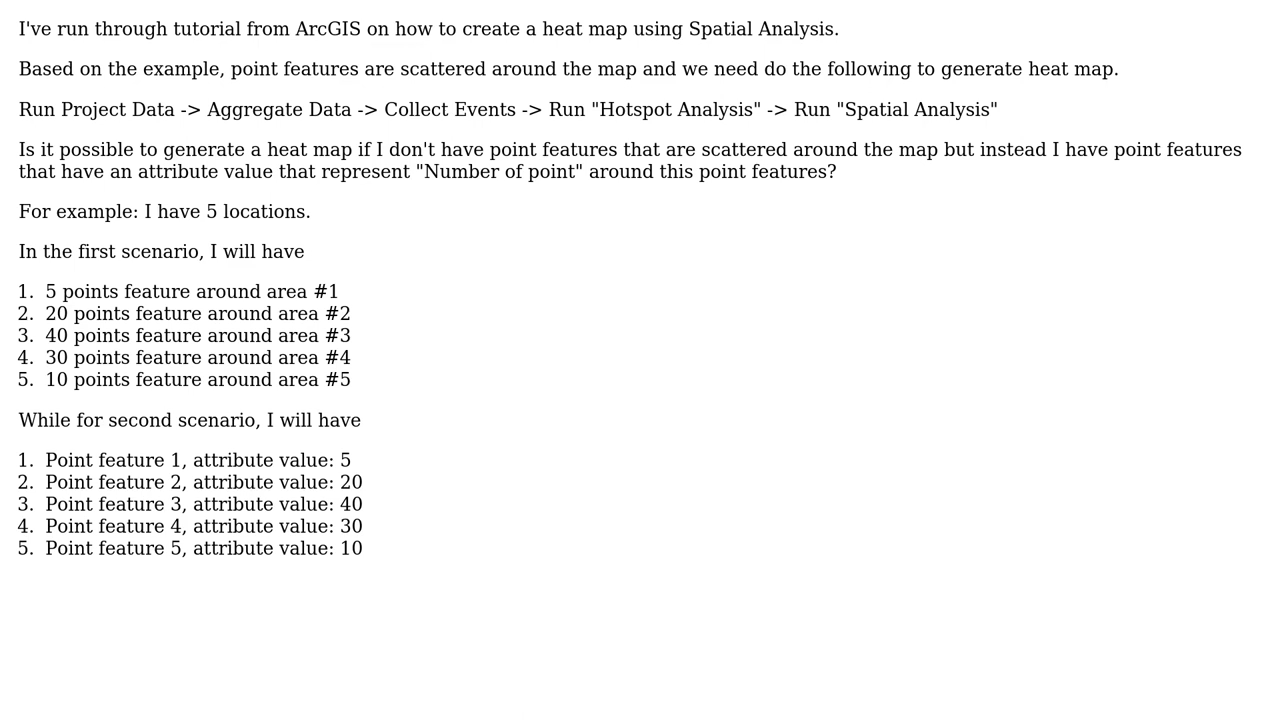 I've run through tutorial from ArcGIS on how to create a heat map using Spatial Analysis.
Based on the example, point features are scattered around the map and we need do the following to generate heat map.
Run Project Data -> Aggregate Data -> Collect Events -> Run "Hotspot Analysis" -> Run "Spatial Analysis"
Is it possible to generate a heat map if I don't have point features that are scattered around the map but instead I have point features
that have an attribute value that represent "Number of point" around this point features?
For example: I have 5 locations.
In the first scenario, I will have
1. 5 points feature around area #1
2. 20 points feature around area #2
3. 40 points feature around area #3
4. 30 points feature around area #4
5. 10 points feature around area #5
While for second scenario, I will have
1. Point feature 1, attribute value: 5
2. Point feature 2, attribute value: 20
3. Point feature 3, attribute value: 40
4. Point feature 4, attribute value: 30
5. Point feature 5, attribute value: 10